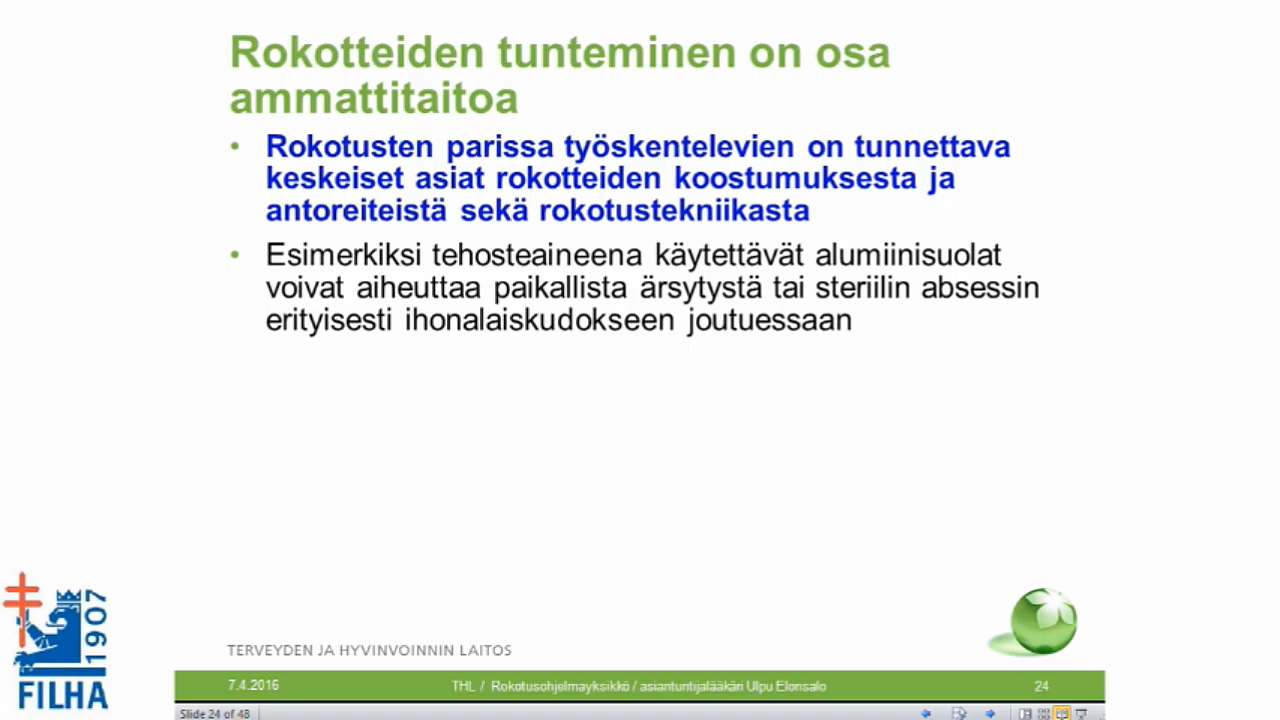 Rokotteiden tunteminen on osa
ammattitaitoa
• Rokotusten parissa työskentelevien on tunnettava
keskeiset asiat rokotteiden koostumuksesta ja
antoreiteistä sekä rokotustekniikasta
• Esimerkiksi tehosteaineena käytettävät alumiinisuolat
voivat aiheuttaa paikallista ärsytystä tai steriilin absessin
erityisesti ihonalaiskudokseen joutuessaan
1907
FILHA
TERVEYDEN JA HYVINVOINNIN LAITOS
7.4.2016 THL / Rokotusohjelmayksikkö / asiantuntijalääkäri Ulpu Elonsalo 24
Slide 24 of 48